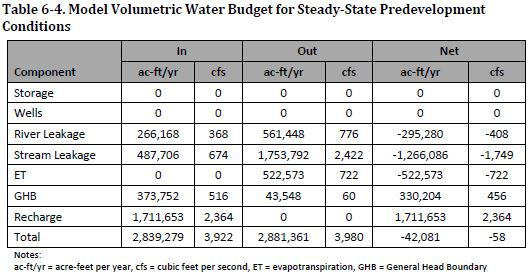 Table 6-4. Model Volumetric Water Budget for Steady-State Predevelopment
Conditions
In Out Net
Component ac-ft/yr cfs ac-ft/yr cfs ac-ft/yr cfs
Storage 0 0 0 0 0 0
Wells 0 0 0 0 0 0
River Leakage 266,168 368 561,448 776 -295,280 -408
Stream Leakage 487,706 674 1,753,792 2,422 -1,266,086 -1,749
ET 0 0 522,573 722 -522,573 -722
GHB 373,752 516 43,548 60 330,204 456
Recharge 1,711,653 2,364 0 0 1,711,653 2,364
Total 2,839,279 3,922 2,881,361 3,980 -42,081 -58
Notes:
ac-ft/yr = acre-feet per year, cfs = cubic feet per second, ET = evapotranspiration, GHB = General Head Boundary